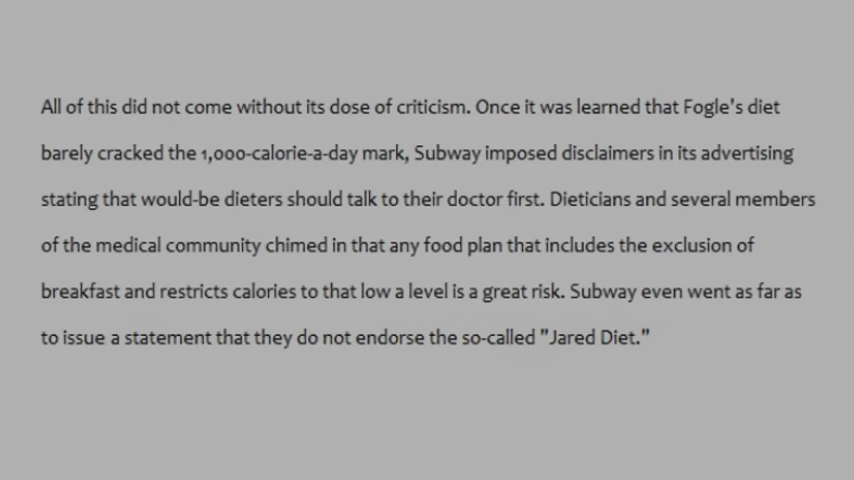 All of this did not come without its dose of criticism. Once it was learned that Fogle's diet
barely cracked the 1,000-calorie-a-day mark, Subway imposed disclaimers in its advertising
stating that would-be dieters should talk to their doctor first. Dieticians and several members
of the medical community chimed in that any food plan that includes the exclusion of
breakfast and restricts calories to that low a level is a great risk. Subway even went as far as
to issue a statement that they do not endorse the so-called "Jared Diet."